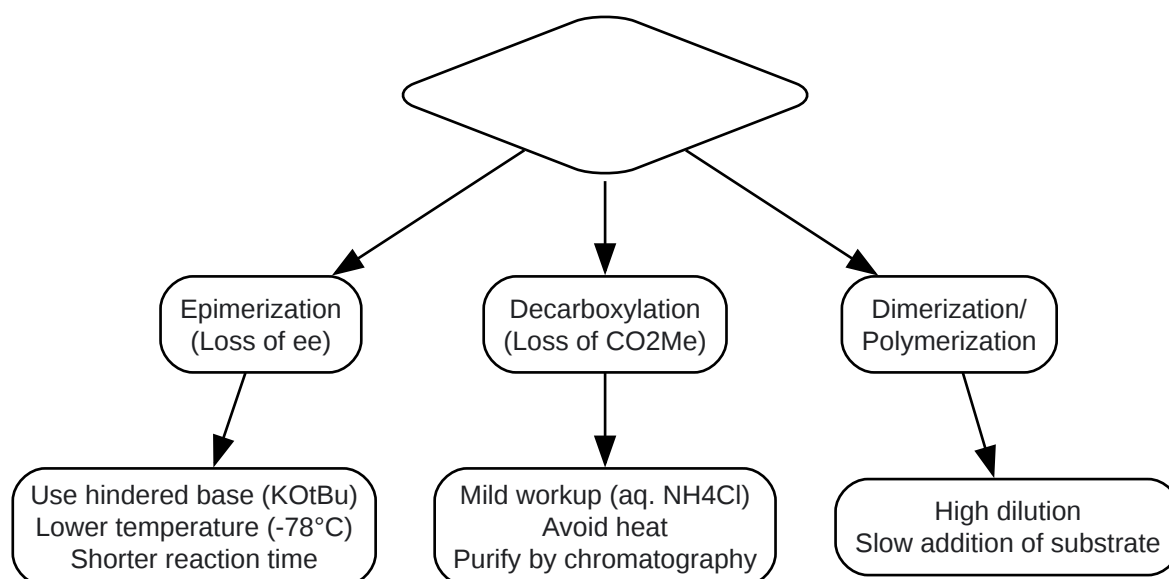 Epimerization
(Loss of ee)
Decarboxylation
(Loss of CO2Me)
Dimerization/
Polymerization
Use hindered base (KOtBu)
Lower temperature (-78°C)
Shorter reaction time
Mild workup (aq. NH4Cl)
Avoid heat
Purify by chromatography
High dilution
Slow addition of substrate